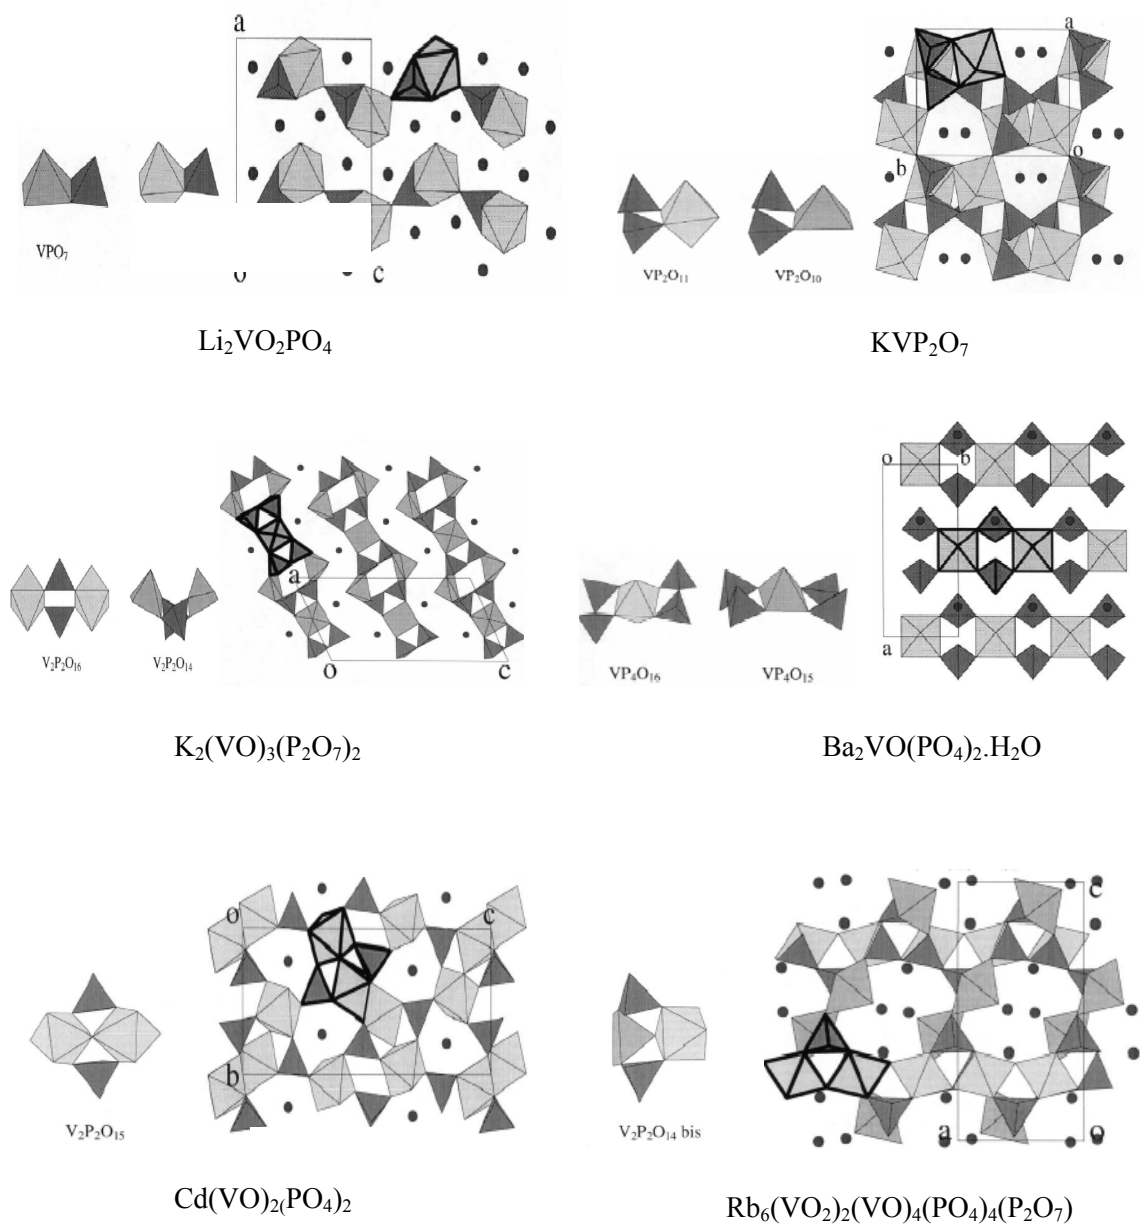 a
a
o
b
VPO₇
VP₂O₁₁
VP₂O₁₀
o
c
Li₂VO₂PO₄
KVP₂O₇
o
b
a
V₂P₂O₁₆
V₂P₂O₁₄
a
o
c
VP₄O₁₆
VP₄O₁₅
K₂(VO)₃(P₂O₇)₂
Ba₂VO(PO₄)₂.H₂O
o
c
c
b
V₂P₂O₁₅
V₂P₂O₁₄ bis
a
o
Cd(VO)₂₍PO₄)₂
Rb₆(VO₂)₂(VO)₄(PO₄)₄(P₂O₇)